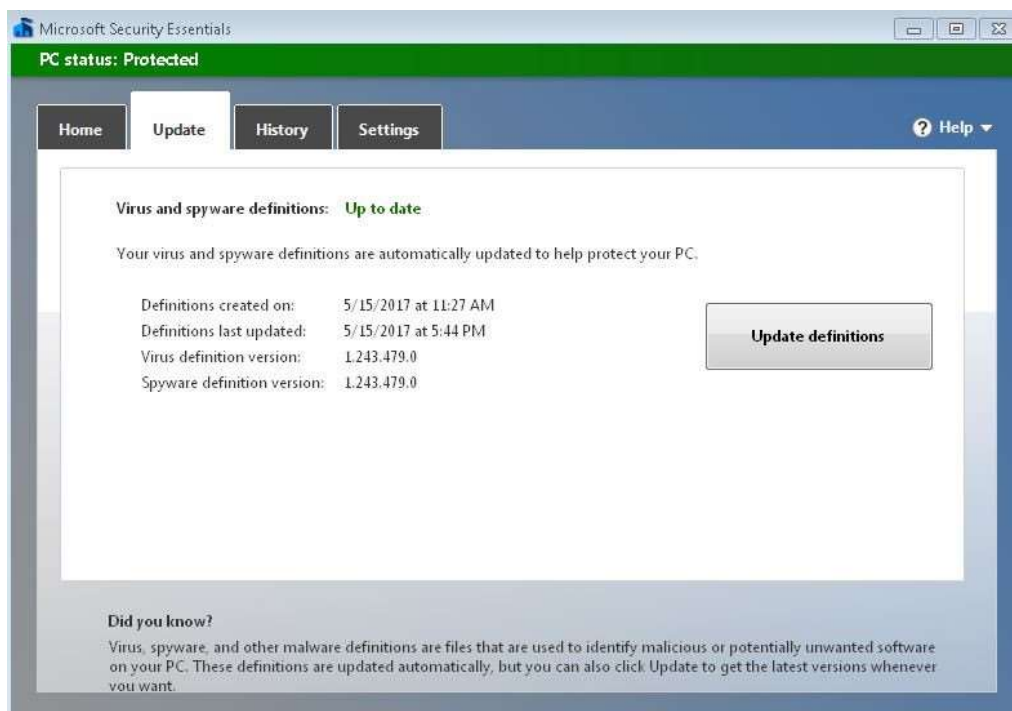 Microsoft Security Essentials
PC status: Protected
Home Update History Settings Help
Virus and spyware definitions: Up to date
Your virus and spyware definitions are automatically updated to help protect your PC.
Definitions created on: 5/15/2017 at 11:27 AM
Definitions last updated: 5/15/2017 at 5:44 PM
Virus definition version: 1.243.479.0
Spyware definition version: 1.243.479.0
Update definitions
Did you know?
Virus, spyware, and other malware definitions are files that are used to identify malicious or potentially unwanted software
on your PC. These definitions are updated automatically, but you can also click Update to get the latest versions whenever
you want.